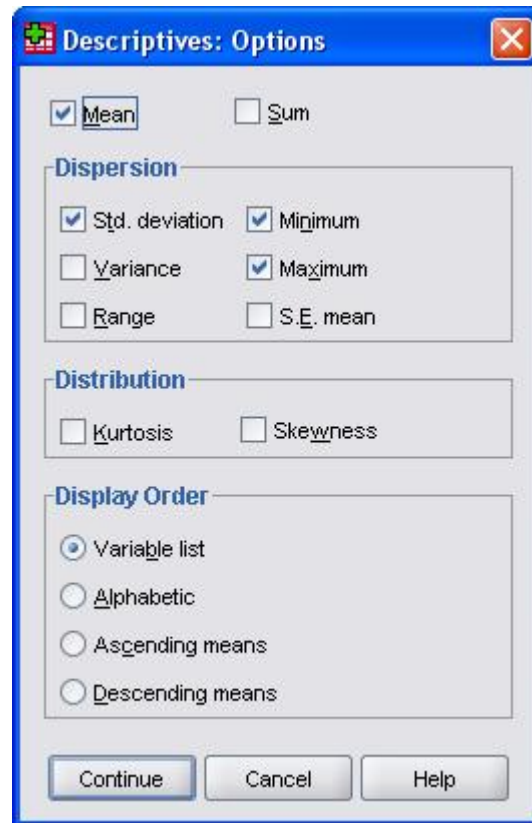 Descriptives: Options
Mean Sum
Dispersion
Std. deviation Minimum
Variance Maximum
Range S.E. mean
Distribution
Kurtosis Skewness
Display Order
Variable list
Alphabetic
Ascending means
Descending means
Continue Cancel Help